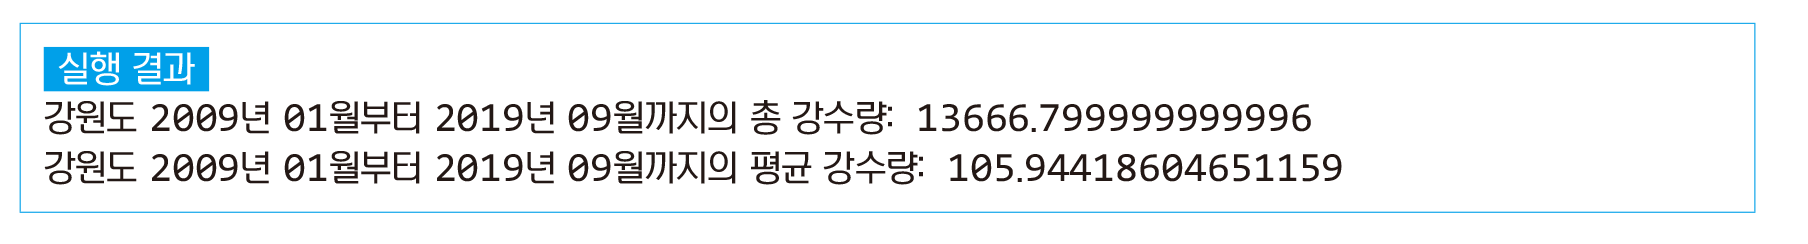 실행 결과
강원도 2009년 01월부터 2019년 09월까지의 총 강수량: 13666.799999999996
강원도 2009년 01월부터 2019년 09월까지의 평균 강수량: 105.94418604651159